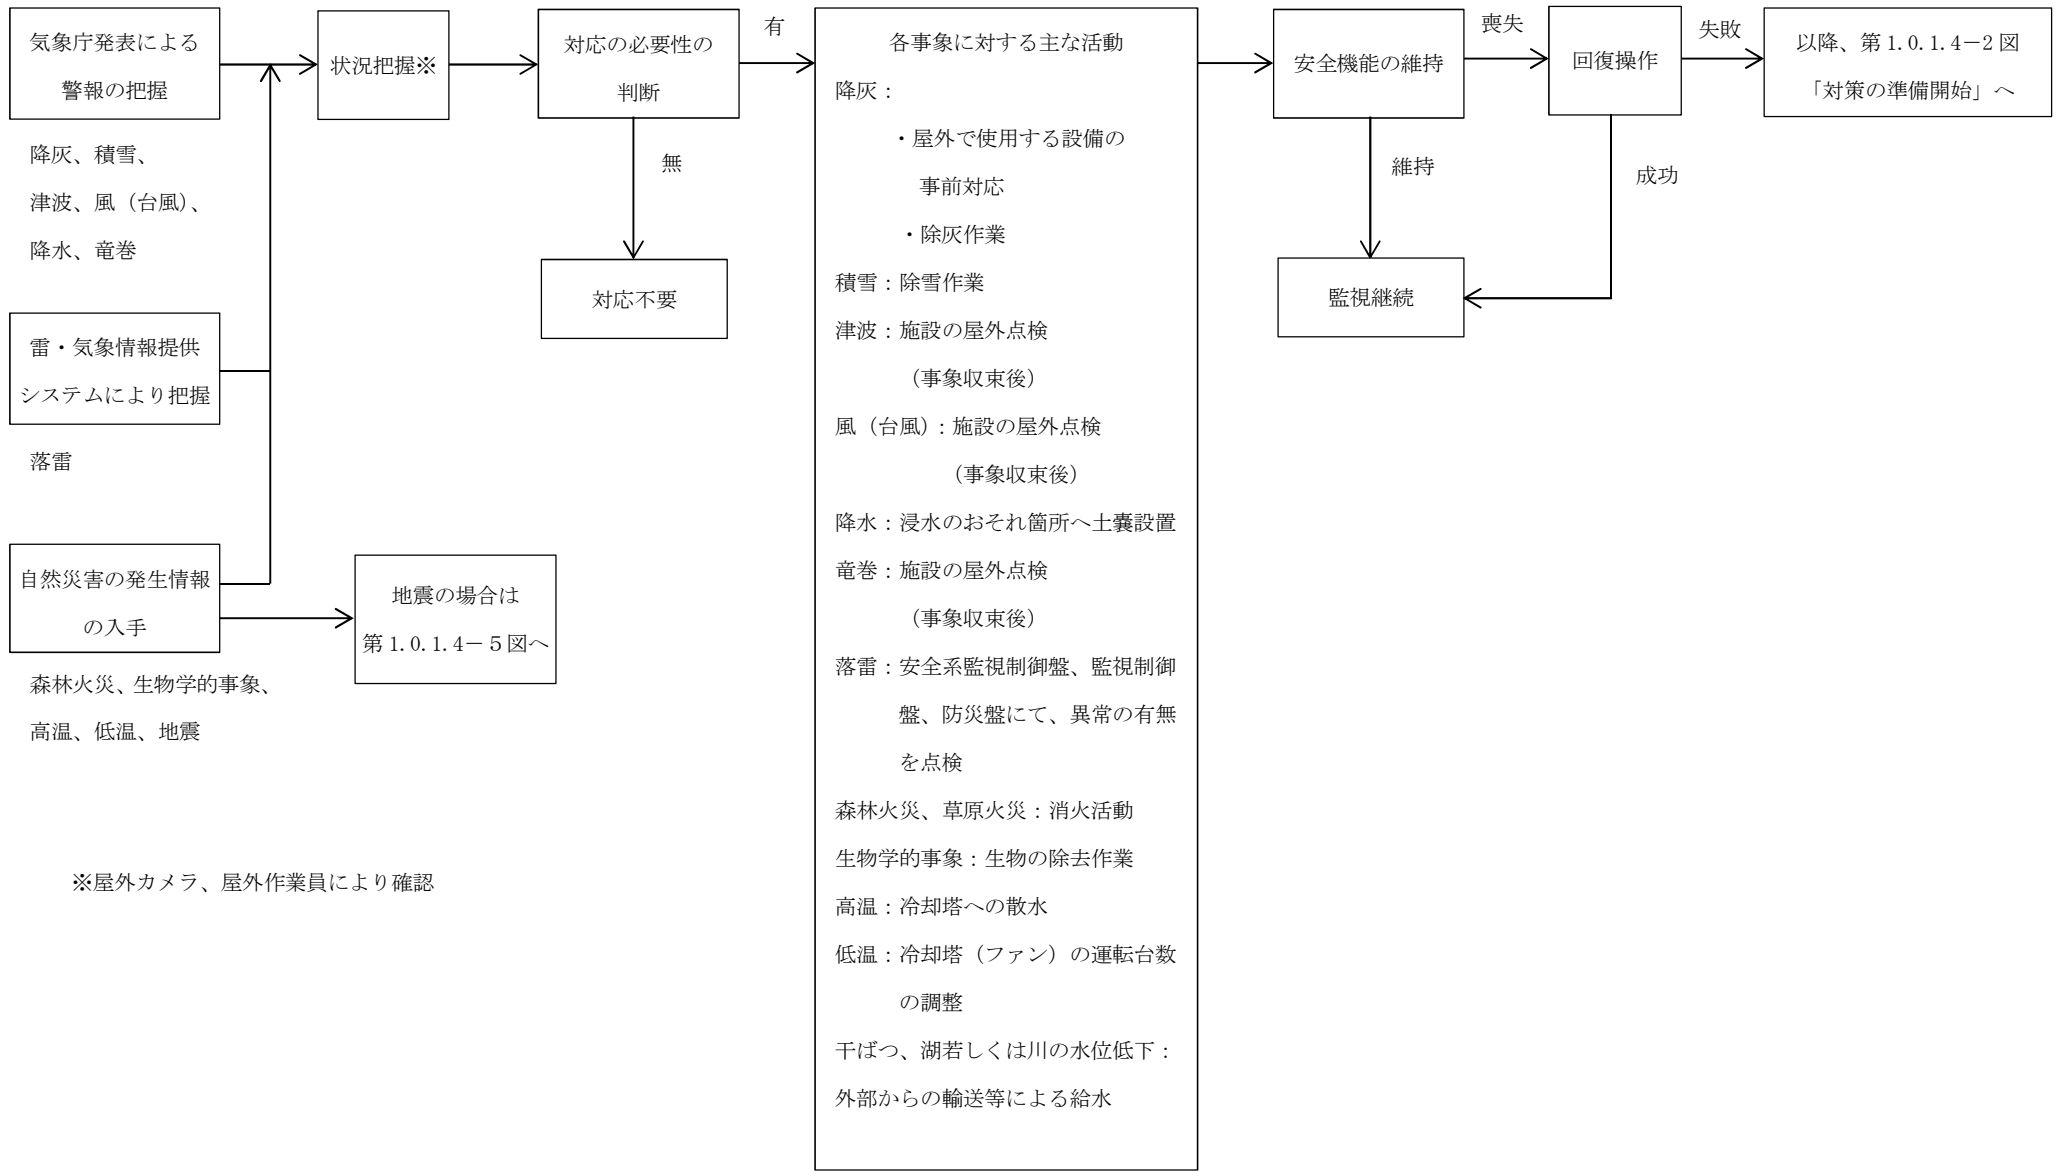 気象庁発表による
警報の把握
降灰、積雪、
津波、風（台風）、
降水、竜巻
雷・気象情報提供
システムにより把握
落雷
自然災害の発生情報
の入手
森林火災、生物学的事象、
高温、低温、地震
地震の場合は
第1.0.1.4－５図へ
※屋外カメラ、屋外作業員により確認
状況把握※
対応の必要性の
判断
有
無
対応不要
各事象に対する主な活動
降灰：
・屋外で使用する設備の
事前対応
・除灰作業
積雪：除雪作業
津波：施設の屋外点検
（事象収束後）
風（台風）：施設の屋外点検
（事象収束後）
降水：浸水のおそれ箇所へ土嚢設置
竜巻：施設の屋外点検
（事象収束後）
落雷：安全系監視制御盤、監視制御
盤、防災盤にて、異常の有無
を点検
森林火災、草原火災：消火活動
生物学的事象：生物の除去作業
高温：冷却塔への散水
低温：冷却塔（ファン）の運転台数
の調整
干ばつ、湖若しくは川の水位低下：
外部からの輸送等による給水
安全機能の維持
喪失
維持
監視継続
回復操作
失敗
成功
以降、第1.0.1.4－2図
「対策の準備開始」へ